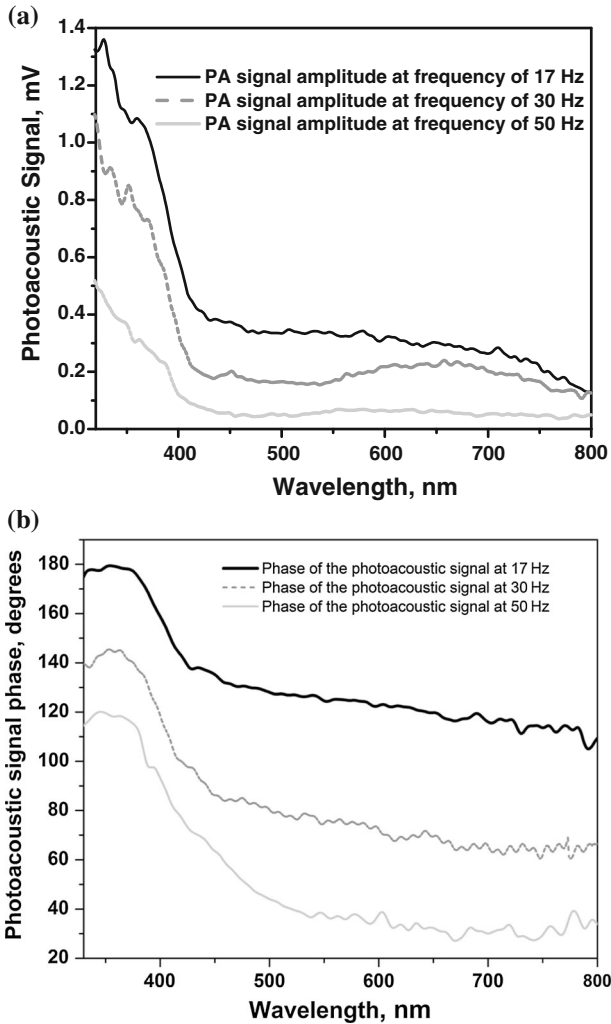 (a)
1.4
1.2
1.0
0.8
0.6
0.4
0.2
0.0
Photoacoustic Signal, mV
PA signal amplitude at frequency of 17 Hz
PA signal amplitude at frequency of 30 Hz
PA signal amplitude at frequency of 50 Hz
400 500 600 700 800
Wavelength, nm
(b)
180
160
140
120
100
80
60
40
20
Photoacoustic signal phase, degrees
Phase of the photoacoustic signal at 17 Hz
Phase of the photoacoustic signal at 30 Hz
Phase of the photoacoustic signal at 50 Hz
400 500 600 700 800
Wavelength, nm